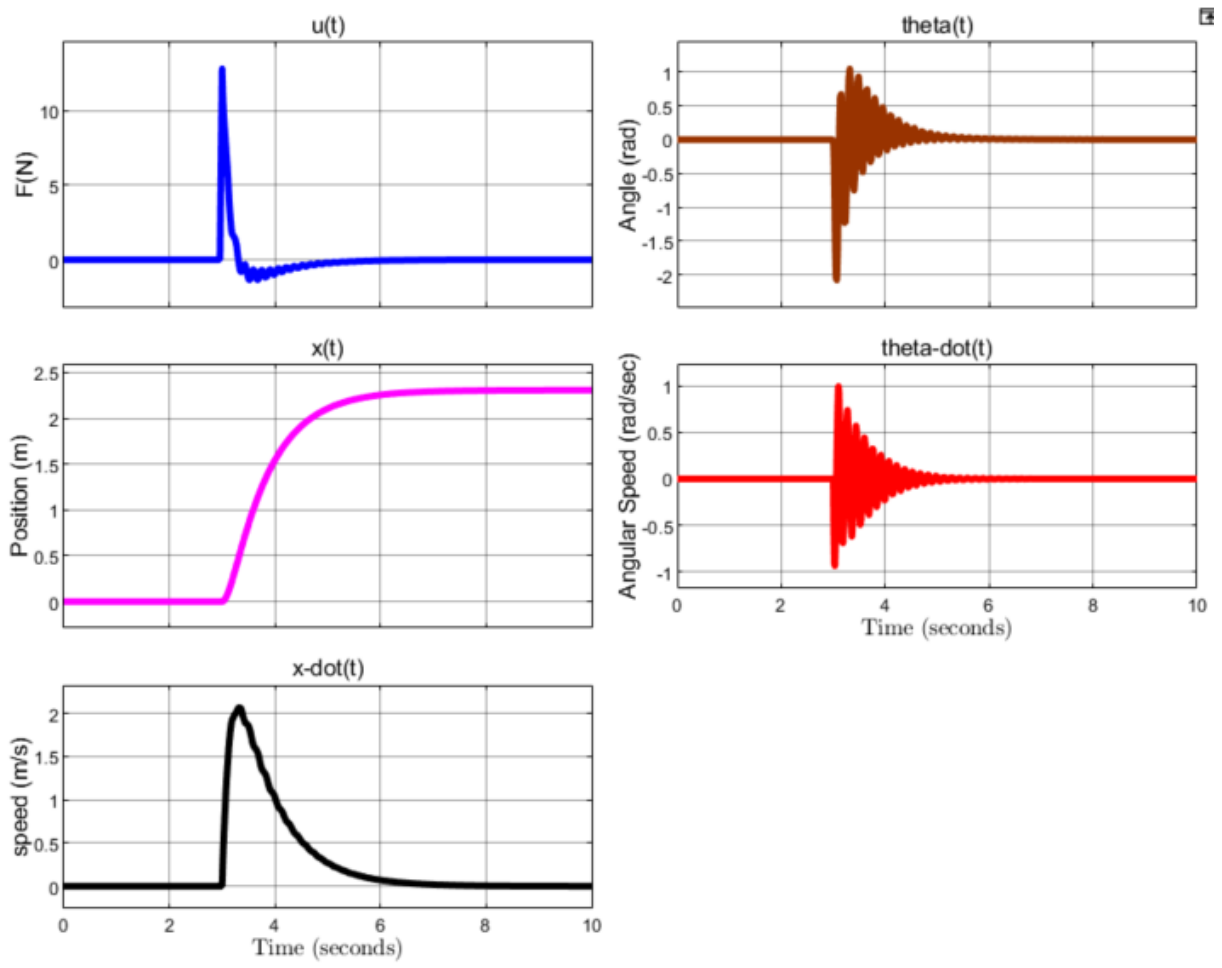 u(t)
F(N)
10
5
0
x(t)
Position (m)
2.5
2
1.5
1
0.5
0
x-dot(t)
speed (m/s)
2
1.5
1
0.5
0
0 2 4 6 8 10
Time (seconds)
theta(t)
Angle (rad)
1
0.5
0
-0.5
-1
-1.5
-2
theta-dot(t)
Angular Speed (rad/sec)
1
0.5
0
-0.5
-1
0 2 4 6 8 10
Time (seconds)